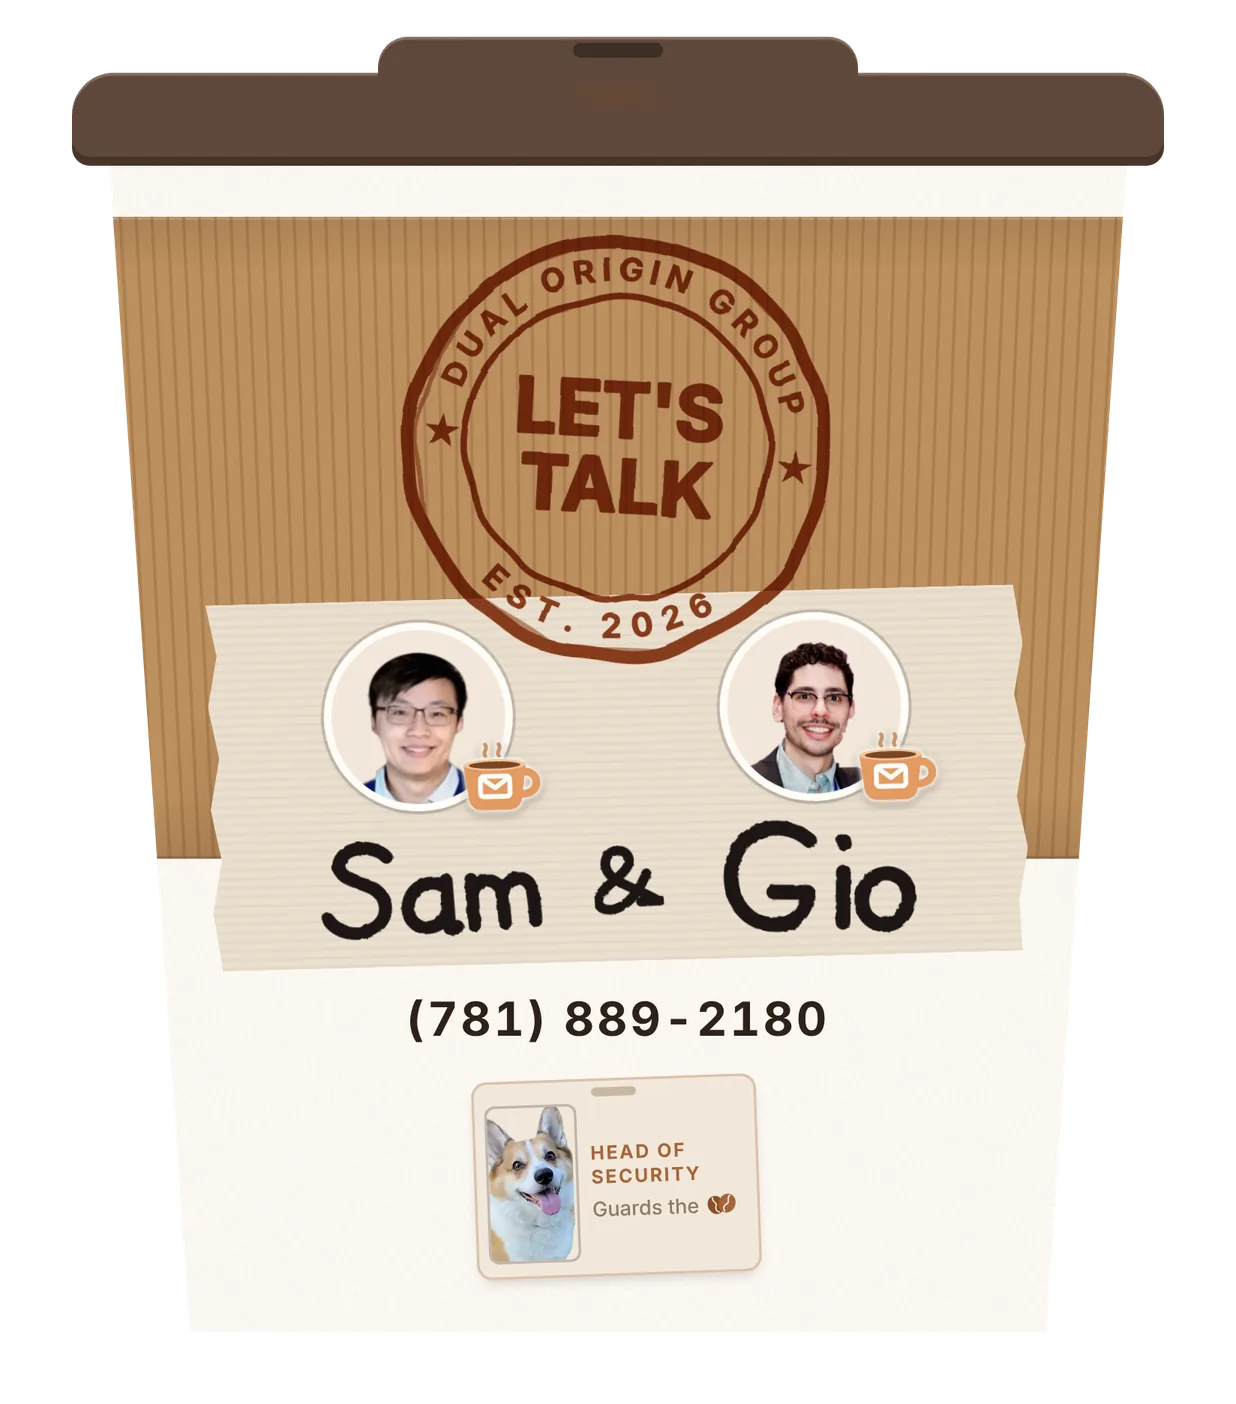 DUAL ORIGIN GROUP
LET'S
TALK
EST. 2026
Sam & Gio
(781) 889-2180
HEAD OF
SECURITY
Guards the